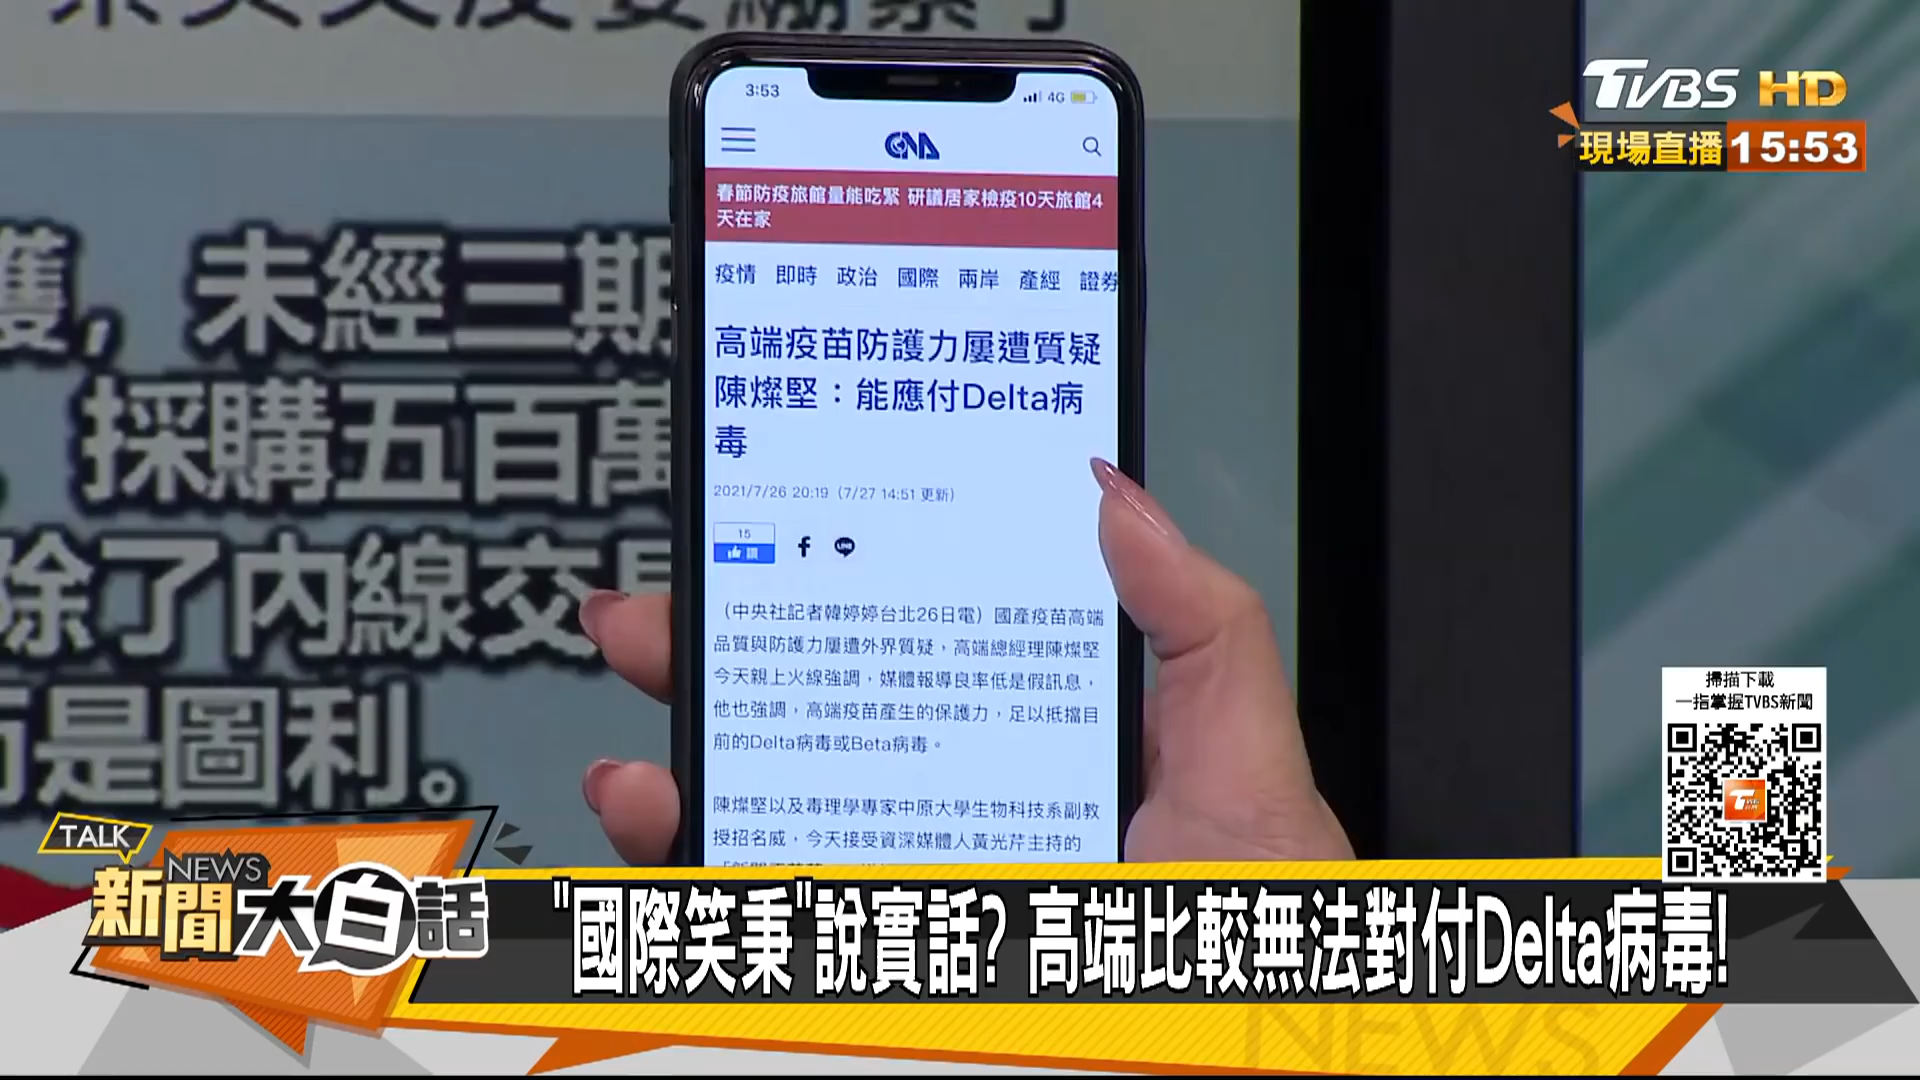 TVBS HD
現場直播 15:53
3:53
4G
CNA
春節防疫旅館量能吃緊 研議居家檢疫10天旅館4
天在家
疫情 即時 政治 國際 兩岸 產經 證券
高端疫苗防護力屢遭質疑
陳燦堅：能應付Delta病
毒
2021/7/26 20:19（7/27 14:51 更新）
15
讚
LINE
（中央社記者韓婷婷台北26日電）國產疫苗高端
品質與防護力屢遭外界質疑，高端總經理陳燦堅
今天親上火線強調，媒體報導良率低是假訊息，
他也強調，高端疫苗產生的保護力，足以抵擋目
前的Delta病毒或Beta病毒。
陳燦堅以及毒理學專家中原大學生物科技系副教
授招名威，今天接受資深媒體人黃光芹主持的
護，未經三期
採購五百萬
除了內線交易
而是圖利。
掃描下載
一指掌握TVBS新聞
TALK
NEWS
新聞大白話
"國際笑秉"說實話? 高端比較無法對付Delta病毒!
NEWS